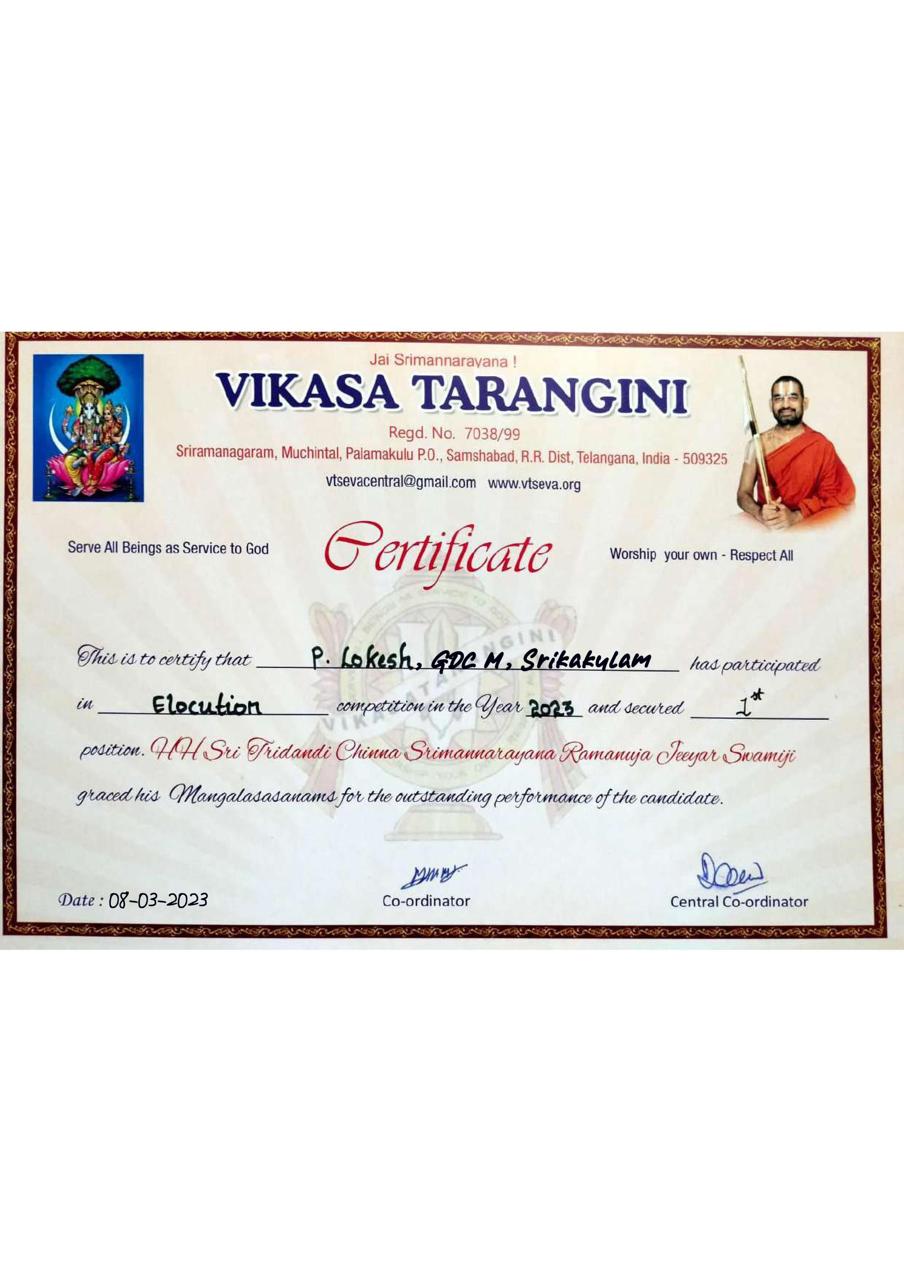 Jai Srimannarayana !
VIKASA TARANGINI
Regd. No. 7038/99
Sriramanagaram, Muchintal, Palamakulu P.O., Samshabad, R.R. Dist, Telangana, India - 509325
vtsevacentral@gmail.com www.vtseva.org
Serve All Beings as Service to God
Certificate
Worship your own - Respect All
This is to certify that P. Lokesh, GDC M, Srikakulam has participated
in Elocution competition in the Year 2023 and secured 1st
position. HH Sri Tridandi Chinna Srimannarayana Ramanuja Jeeyar Swamiji
graced his Mangalasasanams for the outstanding performance of the candidate.
VIKASA TARANGINI
Date : 08-03-2023
Co-ordinator
Central Co-ordinator